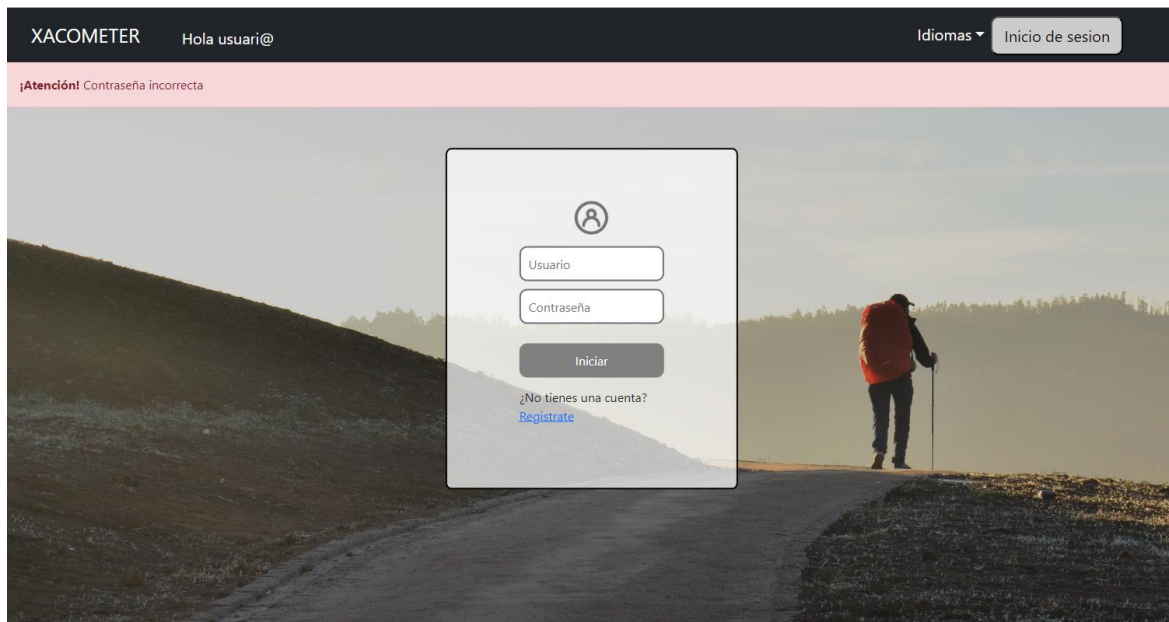 XACOMETER
Hola usuari@
Idiomas
Inicio de sesion
¡Atención! Contraseña incorrecta
Usuario
Contraseña
Iniciar
¿No tienes una cuenta?
Registrate